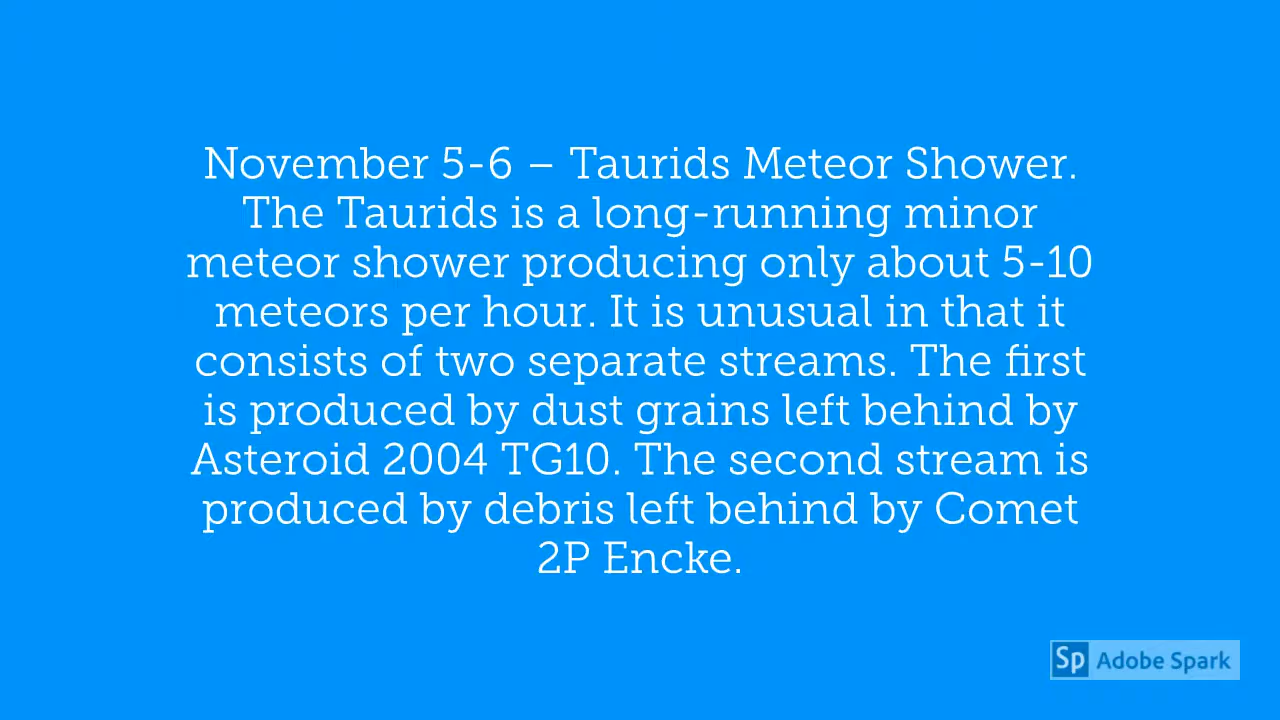 November 5-6 – Taurids Meteor Shower.
The Taurids is a long-running minor
meteor shower producing only about 5-10
meteors per hour. It is unusual in that it
consists of two separate streams. The first
is produced by dust grains left behind by
Asteroid 2004 TG10. The second stream is
produced by debris left behind by Comet
2P Encke.
Sp Adobe Spark